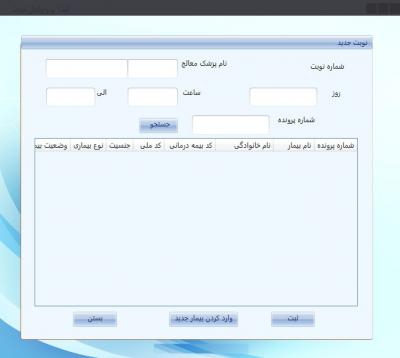 نوبت جدید
شماره نوبت نام پزشک معالج
روز ساعت الی
شماره پرونده جستجو
شماره پرونده نام بیمار نام خانوادگی کد بیمه درمانی کد ملی جنسیت نوع بیماری وضعیت بیم
ثبت وارد کردن بیمار جدید بستن